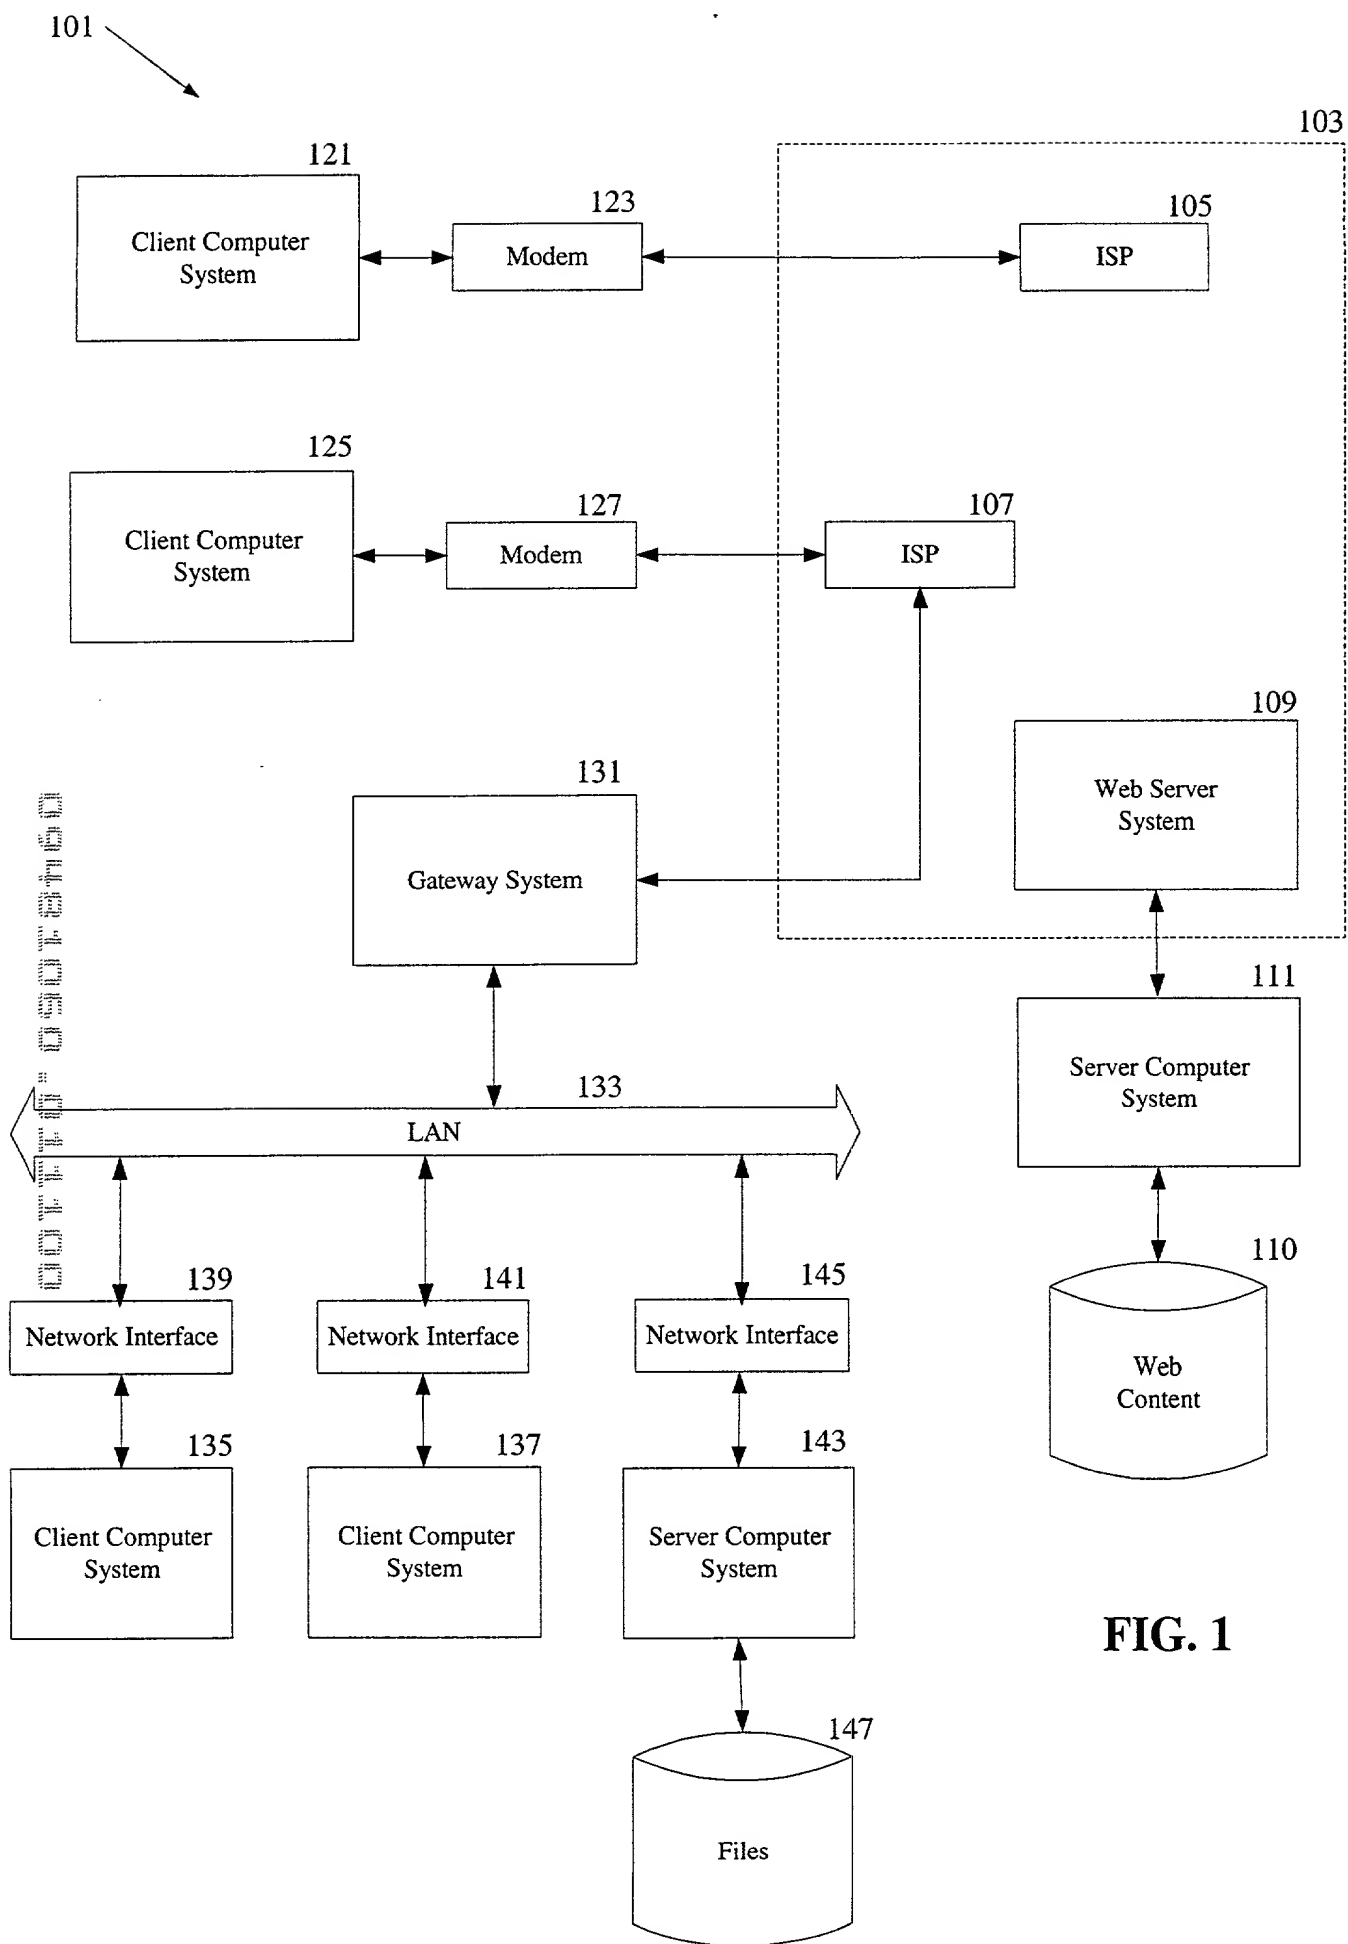 101
103
121
Client Computer
System
123
Modem
105
ISP
125
Client Computer
System
127
Modem
107
ISP
109
Web Server
System
131
Gateway System
111
Server Computer
System
133
LAN
110
Web
Content
139
Network Interface
141
Network Interface
145
Network Interface
135
Client Computer
System
137
Client Computer
System
143
Server Computer
System
147
Files
FIG. 1
09481050.011100